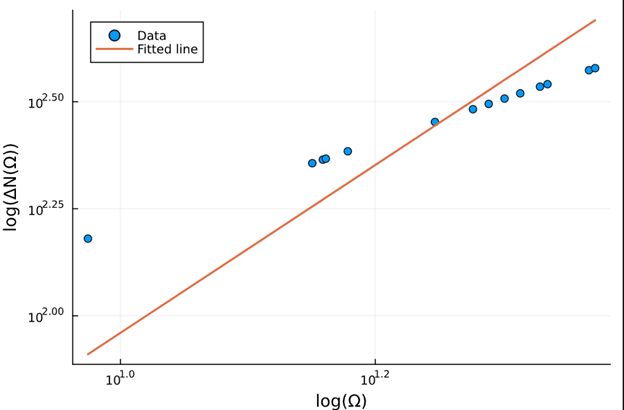 Data
Fitted line
10^2.50
10^2.25
10^2.00
log(ΔN(Ω))
10^1.0
10^1.2
log(Ω)